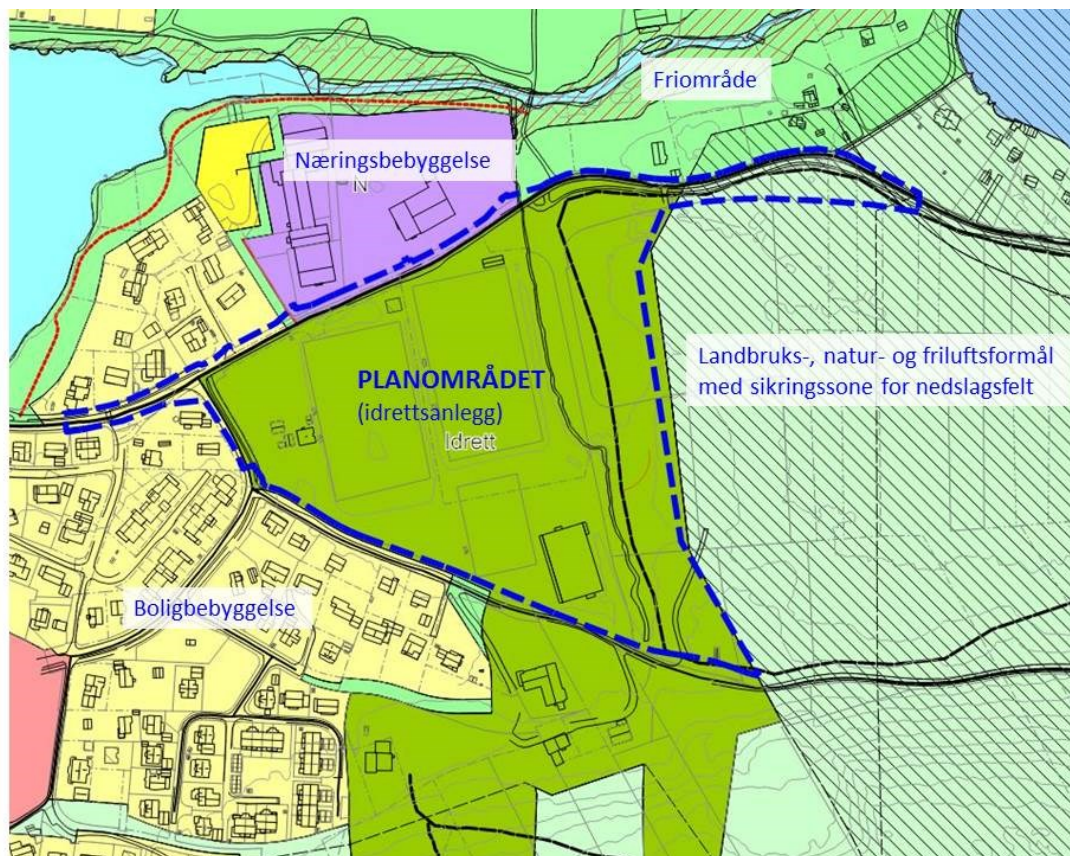 Friområde
Næringsbebyggelse
N
PLANOMRÅDET
(idrettsanlegg)
Idrett
Landbruks-, natur- og friluftsformål
med sikringssone for nedslagsfelt
Boligbebyggelse